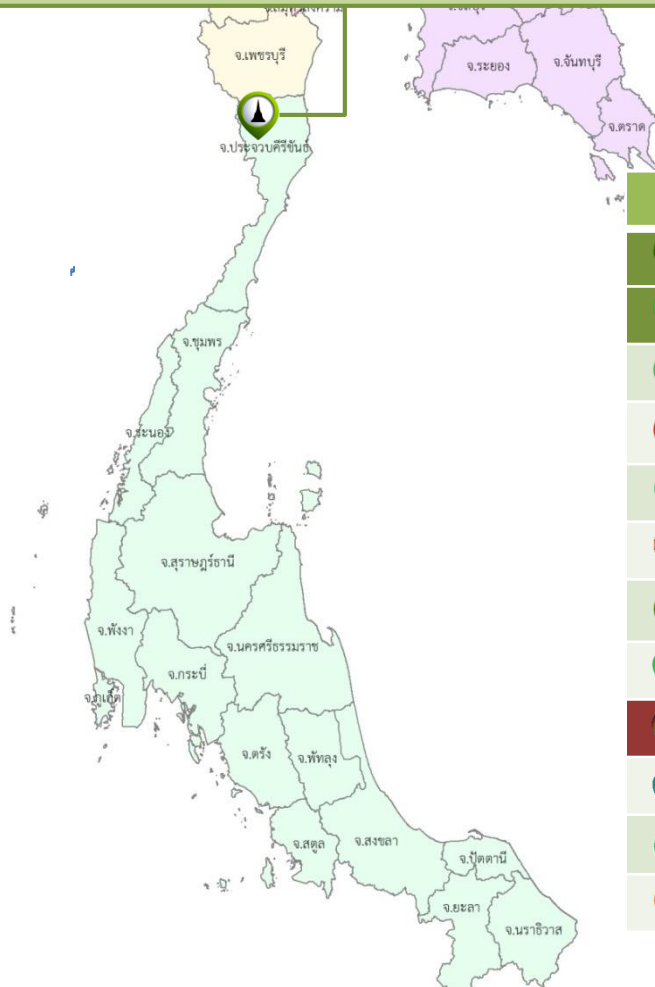 จ.เพชรบุรี
จ.ระยอง
จ.จันทบุรี
จ.ตราด
จ.ประจวบคีรีขันธ์
จ.ชุมพร
จ.ระนอง
จ.สุราษฎร์ธานี
จ.พังงา
จ.นครศรีธรรมราช
จ.กระบี่
จ.ภูเก็ต
จ.ตรัง
จ.พัทลุง
จ.สตูล
จ.สงขลา
จ.ปัตตานี
จ.ยะลา
จ.นราธิวาส